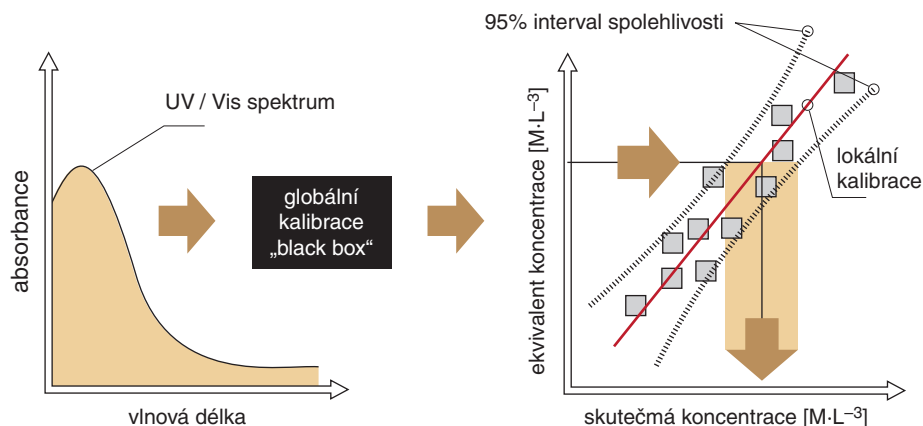 absorbance
UV / Vis spektrum
vlnová délka
globální
kalibrace
„black box“
95% interval spolehlivosti
ekvivalent koncentrace [M·L–3]
lokální
kalibrace
skutečmá koncentrace [M·L–3]